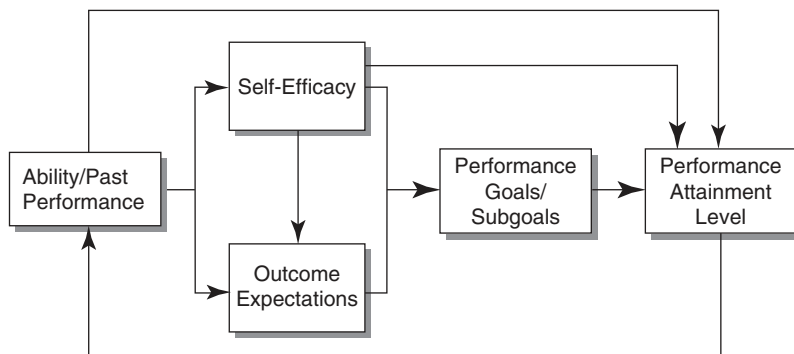 Self-Efficacy
Ability/Past
Performance
Performance
Goals/
Subgoals
Performance
Attainment
Level
Outcome
Expectations